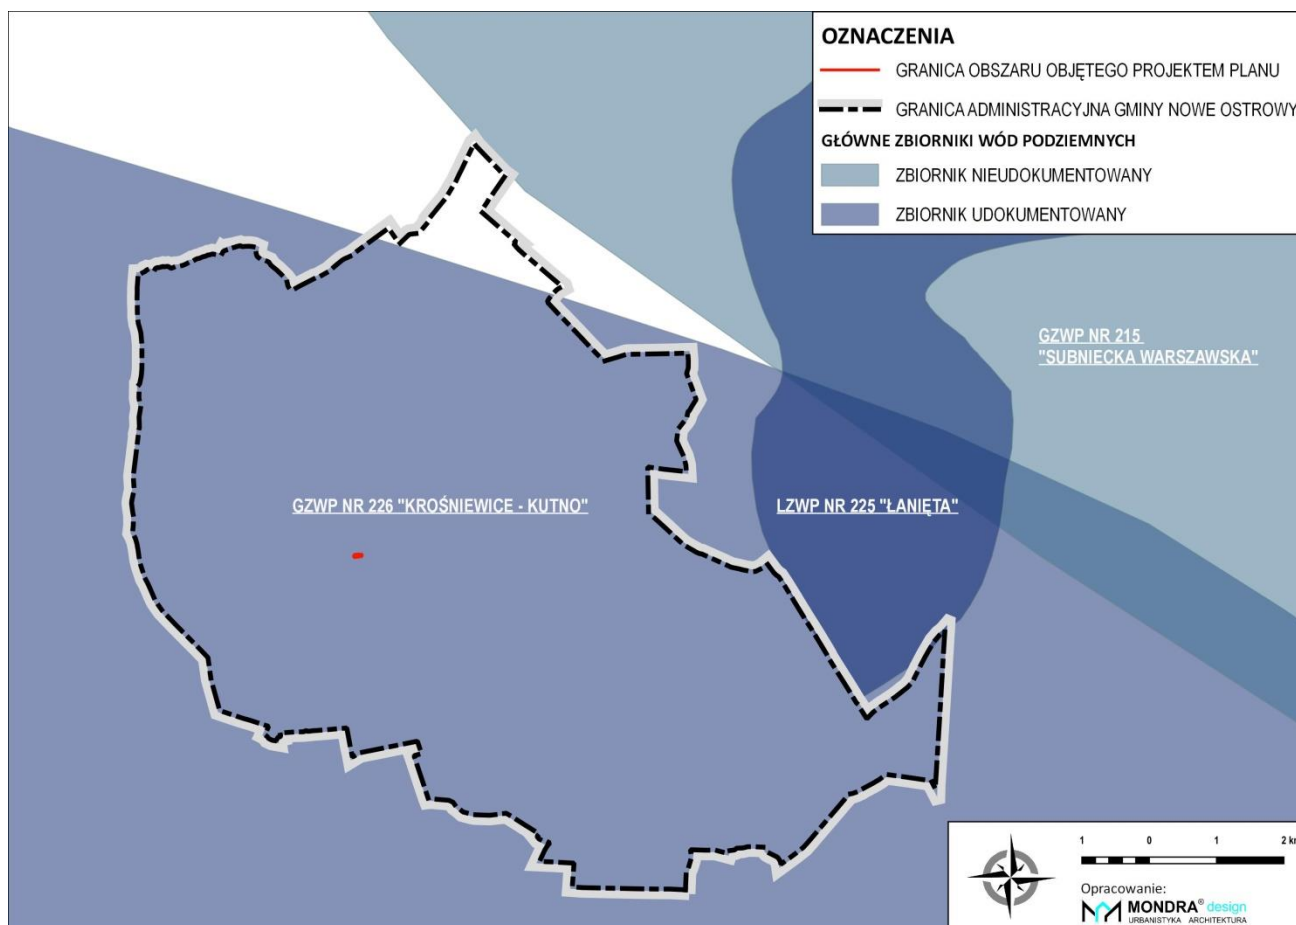 OZNACZENIA
GRANICA OBSZARU OBJĘTEGO PROJEKTEM PLANU
GRANICA ADMINISTRACYJNA GMINY NOWE OSTROWY
GŁÓWNE ZBIORNIKI WÓD PODZIEMNYCH
ZBIORNIK NIEUDOKUMENTOWANY
ZBIORNIK UDOKUMENTOWANY
GZWP NR 215
"SUBNIECKA WARSZAWSKA"
GZWP NR 226 "KROŚNIEWICE - KUTNO"
LZWP NR 225 "ŁANIĘTA"
1 0 1 2 km
Opracowanie:
MONDRA® design
URBANISTYKA ARCHITEKTURA